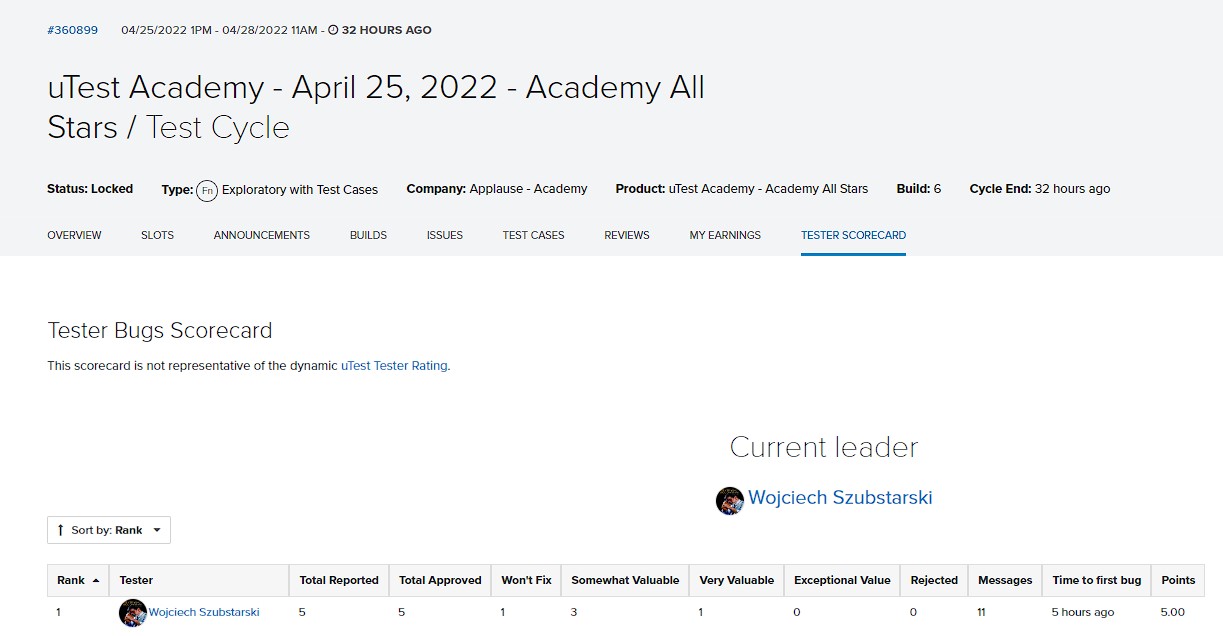 #360899 04/25/2022 1PM - 04/28/2022 11AM - 32 HOURS AGO
uTest Academy - April 25, 2022 - Academy All
Stars / Test Cycle
Status: Locked Type: Fn Exploratory with Test Cases Company: Applause - Academy Product: uTest Academy - Academy All Stars Build: 6 Cycle End: 32 hours ago
OVERVIEW SLOTS ANNOUNCEMENTS BUILDS ISSUES TEST CASES REVIEWS MY EARNINGS TESTER SCORECARD
Tester Bugs Scorecard
This scorecard is not representative of the dynamic uTest Tester Rating.
Current leader
Wojciech Szubstarski
Sort by: Rank
Rank Tester Total Reported Total Approved Won't Fix Somewhat Valuable Very Valuable Exceptional Value Rejected Messages Time to first bug Points
1 Wojciech Szubstarski 5 5 1 3 1 0 0 11 5 hours ago 5.00